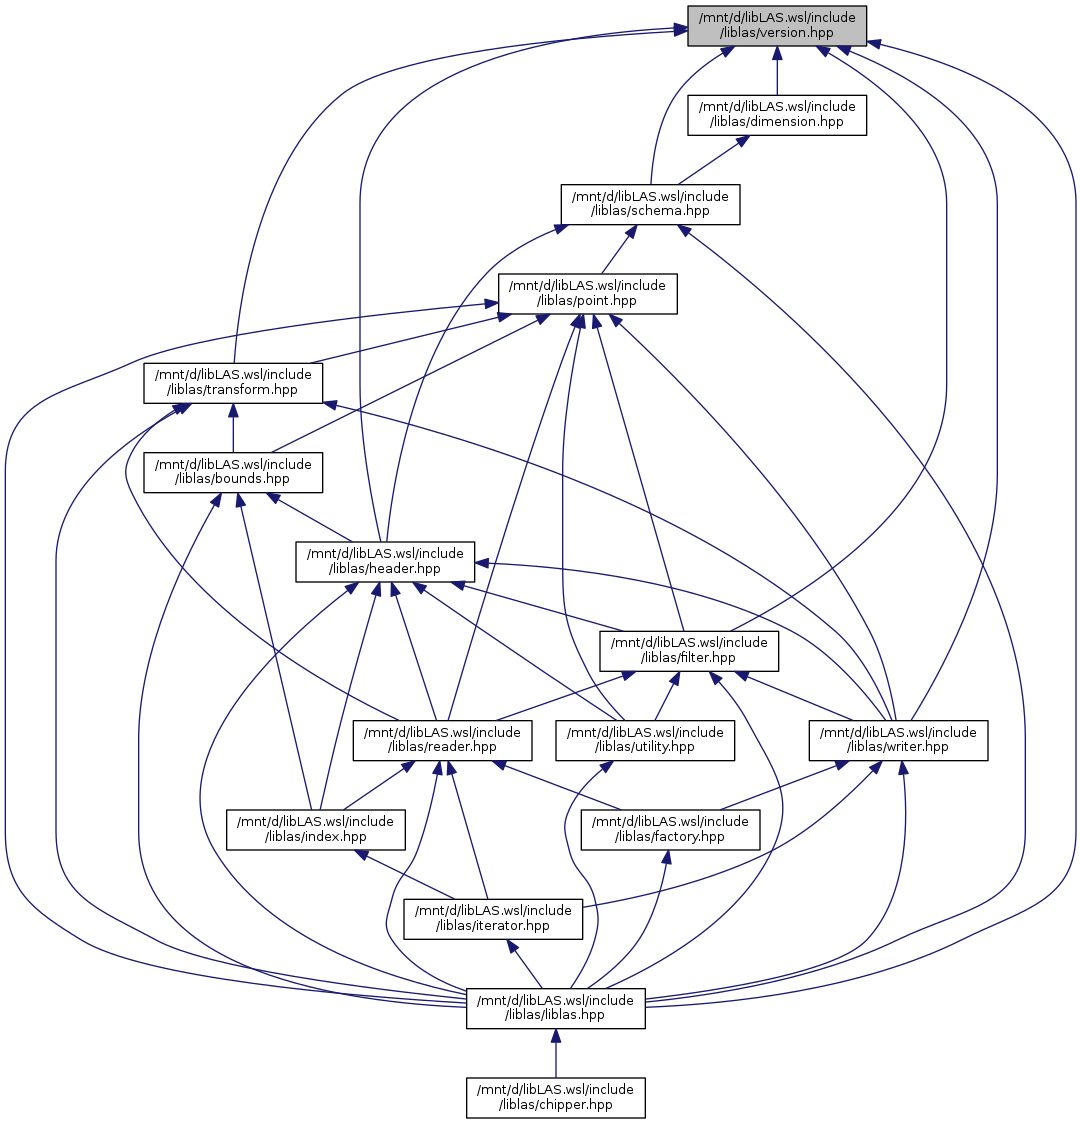 /mnt/d/libLAS.wsl/include
/liblas/version.hpp
/mnt/d/libLAS.wsl/include
/liblas/dimension.hpp
/mnt/d/libLAS.wsl/include
/liblas/schema.hpp
/mnt/d/libLAS.wsl/include
/liblas/point.hpp
/mnt/d/libLAS.wsl/include
/liblas/transform.hpp
/mnt/d/libLAS.wsl/include
/liblas/bounds.hpp
/mnt/d/libLAS.wsl/include
/liblas/header.hpp
/mnt/d/libLAS.wsl/include
/liblas/filter.hpp
/mnt/d/libLAS.wsl/include
/liblas/reader.hpp
/mnt/d/libLAS.wsl/include
/liblas/utility.hpp
/mnt/d/libLAS.wsl/include
/liblas/writer.hpp
/mnt/d/libLAS.wsl/include
/liblas/index.hpp
/mnt/d/libLAS.wsl/include
/liblas/factory.hpp
/mnt/d/libLAS.wsl/include
/liblas/iterator.hpp
/mnt/d/libLAS.wsl/include
/liblas/liblas.hpp
/mnt/d/libLAS.wsl/include
/liblas/chipper.hpp